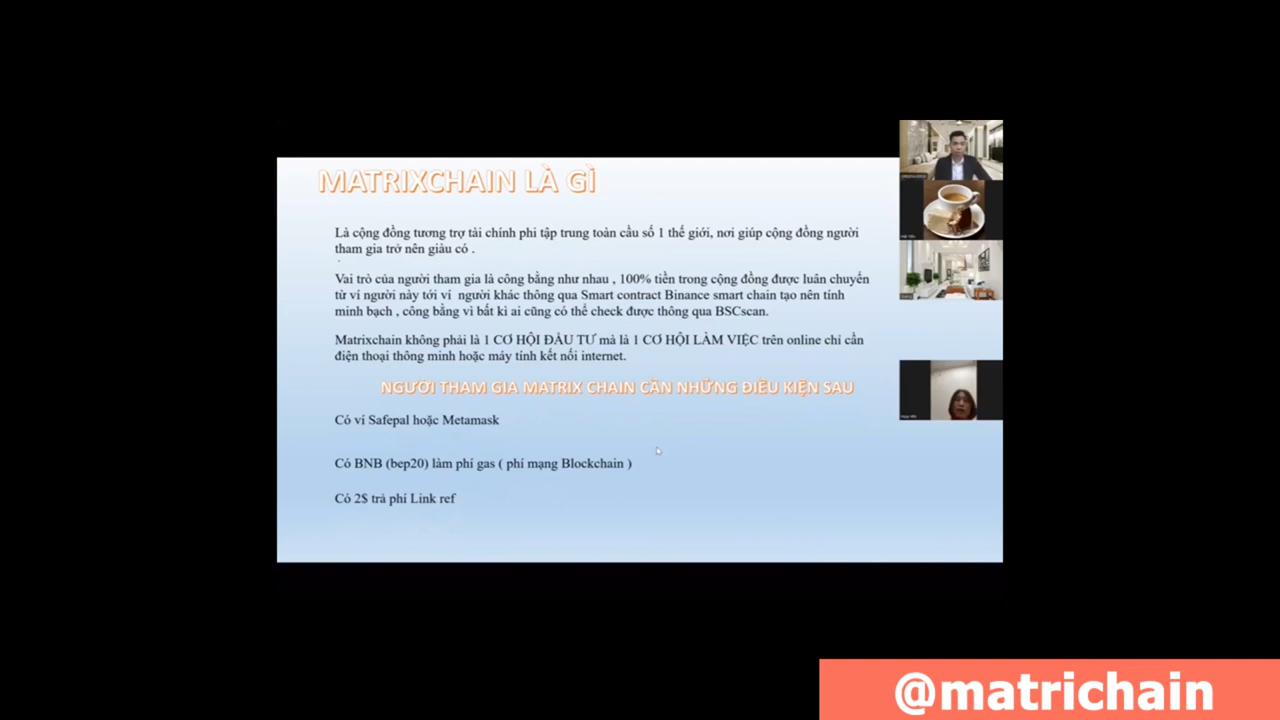 MATRIXCHAIN LÀ GÌ
Là cộng đồng tương trợ tài chính phi tập trung toàn cầu số 1 thế giới, nơi giúp cộng đồng người
tham gia trở nên giàu có .
Vai trò của người tham gia là công bằng như nhau , 100% tiền trong cộng đồng được luân chuyển
từ ví người này tới ví người khác thông qua Smart contract Binance smart chain tạo nên tính
minh bạch , công bằng vì bất kì ai cũng có thể check được thông qua BSCscan.
Matrixchain không phải là 1 CƠ HỘI ĐẦU TƯ mà là 1 CƠ HỘI LÀM VIỆC trên online chỉ cần
điện thoại thông minh hoặc máy tính kết nối internet.
NGƯỜI THAM GIA MATRIX CHAIN CẦN NHỮNG ĐIỀU KIỆN SAU
Có ví Safepal hoặc Metamask
Có BNB (bep20) làm phí gas ( phí mạng Blockchain )
Có 2$ trả phí Link ref
@matrichain